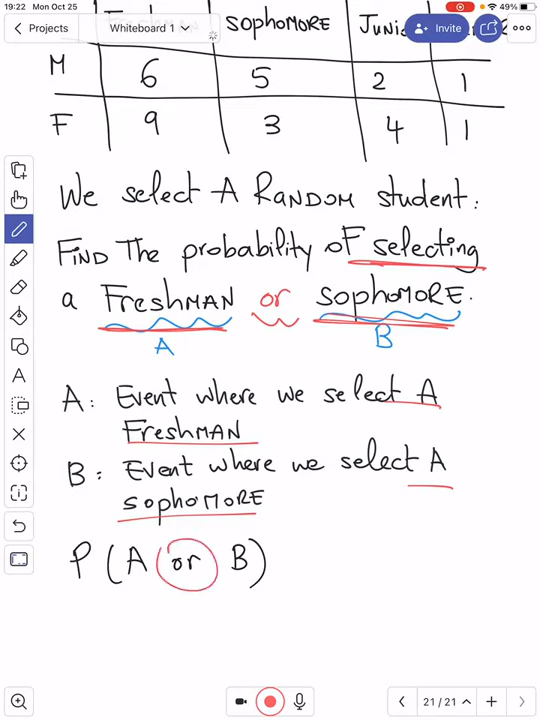 19:22 Mon Oct 25
49%
Projects Whiteboard 1 Invite
SOPHOMORE
M 6 5 2 1
F 9 3 4 1
We select A RANDOM student.
FIND The probability of selecting
a FreshMAN or sophoMORE.
A B
A: Event where we select A
FreshMAN
B: Event where we select A
sophoMORE
P (A or B)
21/21